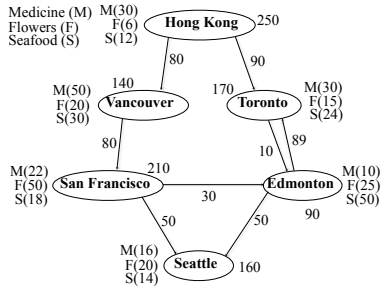 Medicine (M)
Flowers (F)
Seafood (S)
M(30)
F(6)
S(12)
Hong Kong
250
80
90
M(50)
F(20)
S(30)
140
Vancouver
170
Toronto
M(30)
F(15)
S(24)
80
10
89
M(22)
F(50)
S(18)
210
San Francisco
30
Edmonton
M(10)
F(25)
S(50)
90
50
50
M(16)
F(20)
S(14)
Seattle
160